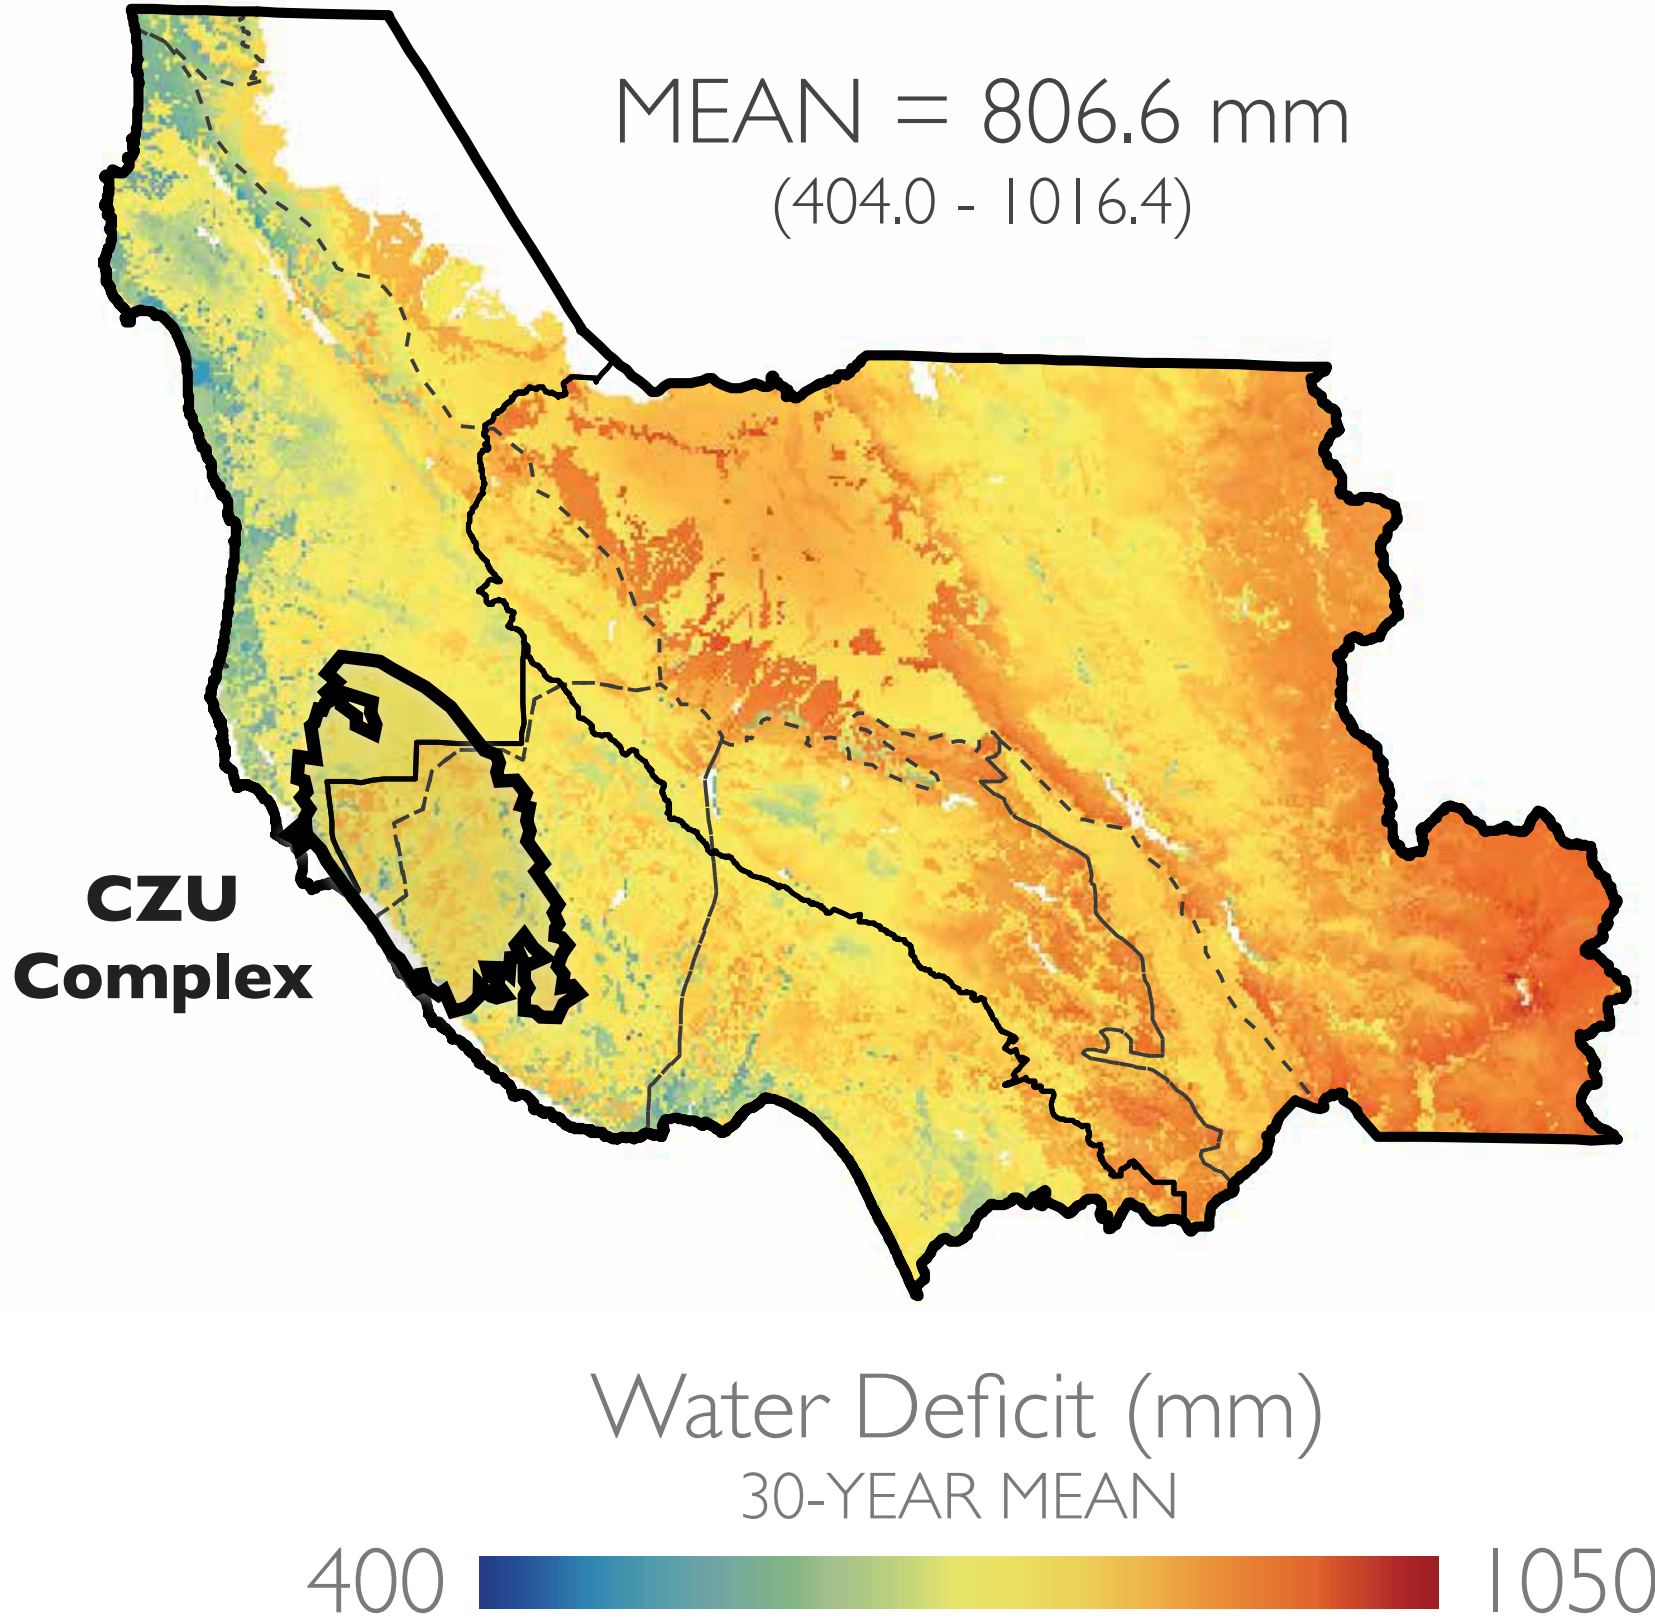 MEAN = 806.6 mm
(404.0 - 1016.4)
CZU
Complex
Water Deficit (mm)
30-YEAR MEAN
400 1050